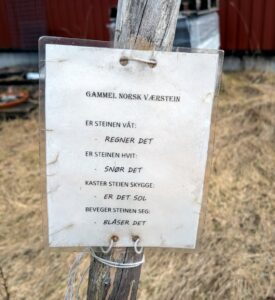 GAMMEL NORSK VÆRSTEIN
ER STEINEN VÅT:
- REGNER DET
ER STEINEN HVIT:
- SNØR DET
KASTER STEIEN SKYGGE:
- ER DET SOL
BEVEGER STEINEN SEG:
- BLÅSER DET